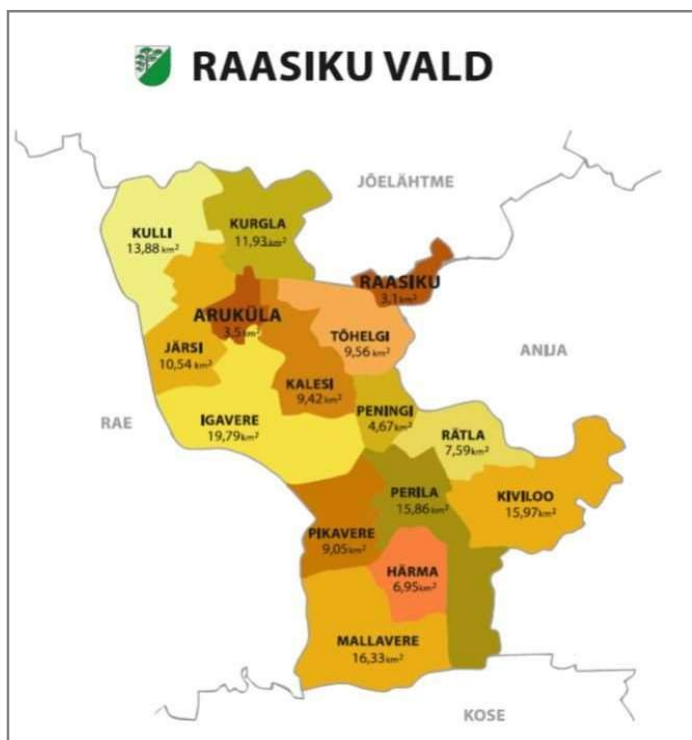 RAASIKU VALD
JÕELÄHTME
KURGLA
11,93 km²
KULLI
13,88 km²
RAASIKU
3,1 km²
ARUKÜLA
3,5 km²
TÕHELGI
9,56 km²
JÄRSI
10,54 km²
ANIJA
KALESI
9,42 km²
PENINGI
4,67 km²
IGAVERE
19,79 km²
RAE
RÄTLA
7,59 km²
PERILA
15,86 km²
KIVILOO
15,97 km²
PIKAVERE
9,05 km²
HÄRMA
6,95 km²
MALLAVERE
16,33 km²
KOSE